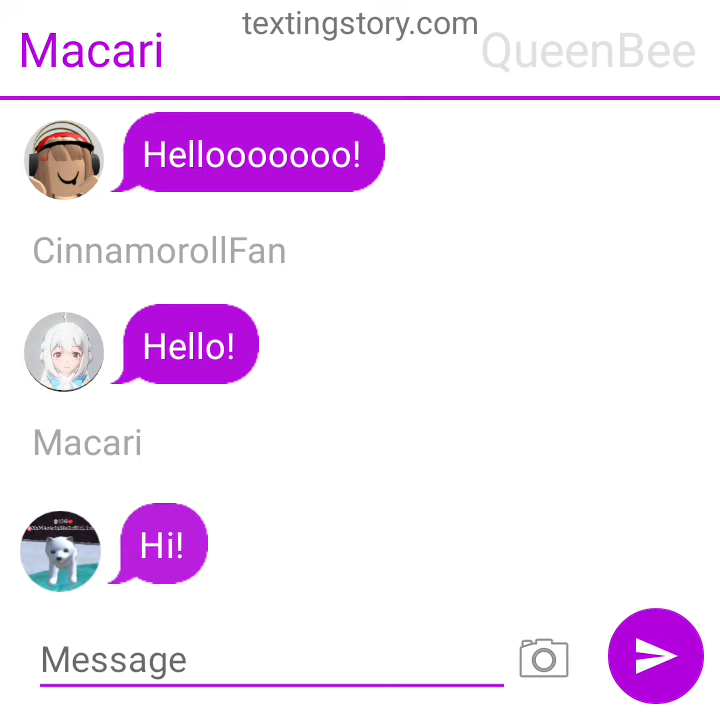 textingstory.com
Macari
QueenBee
Hellooooooo!
CinnamorollFan
Hello!
Macari
Hi!
Message